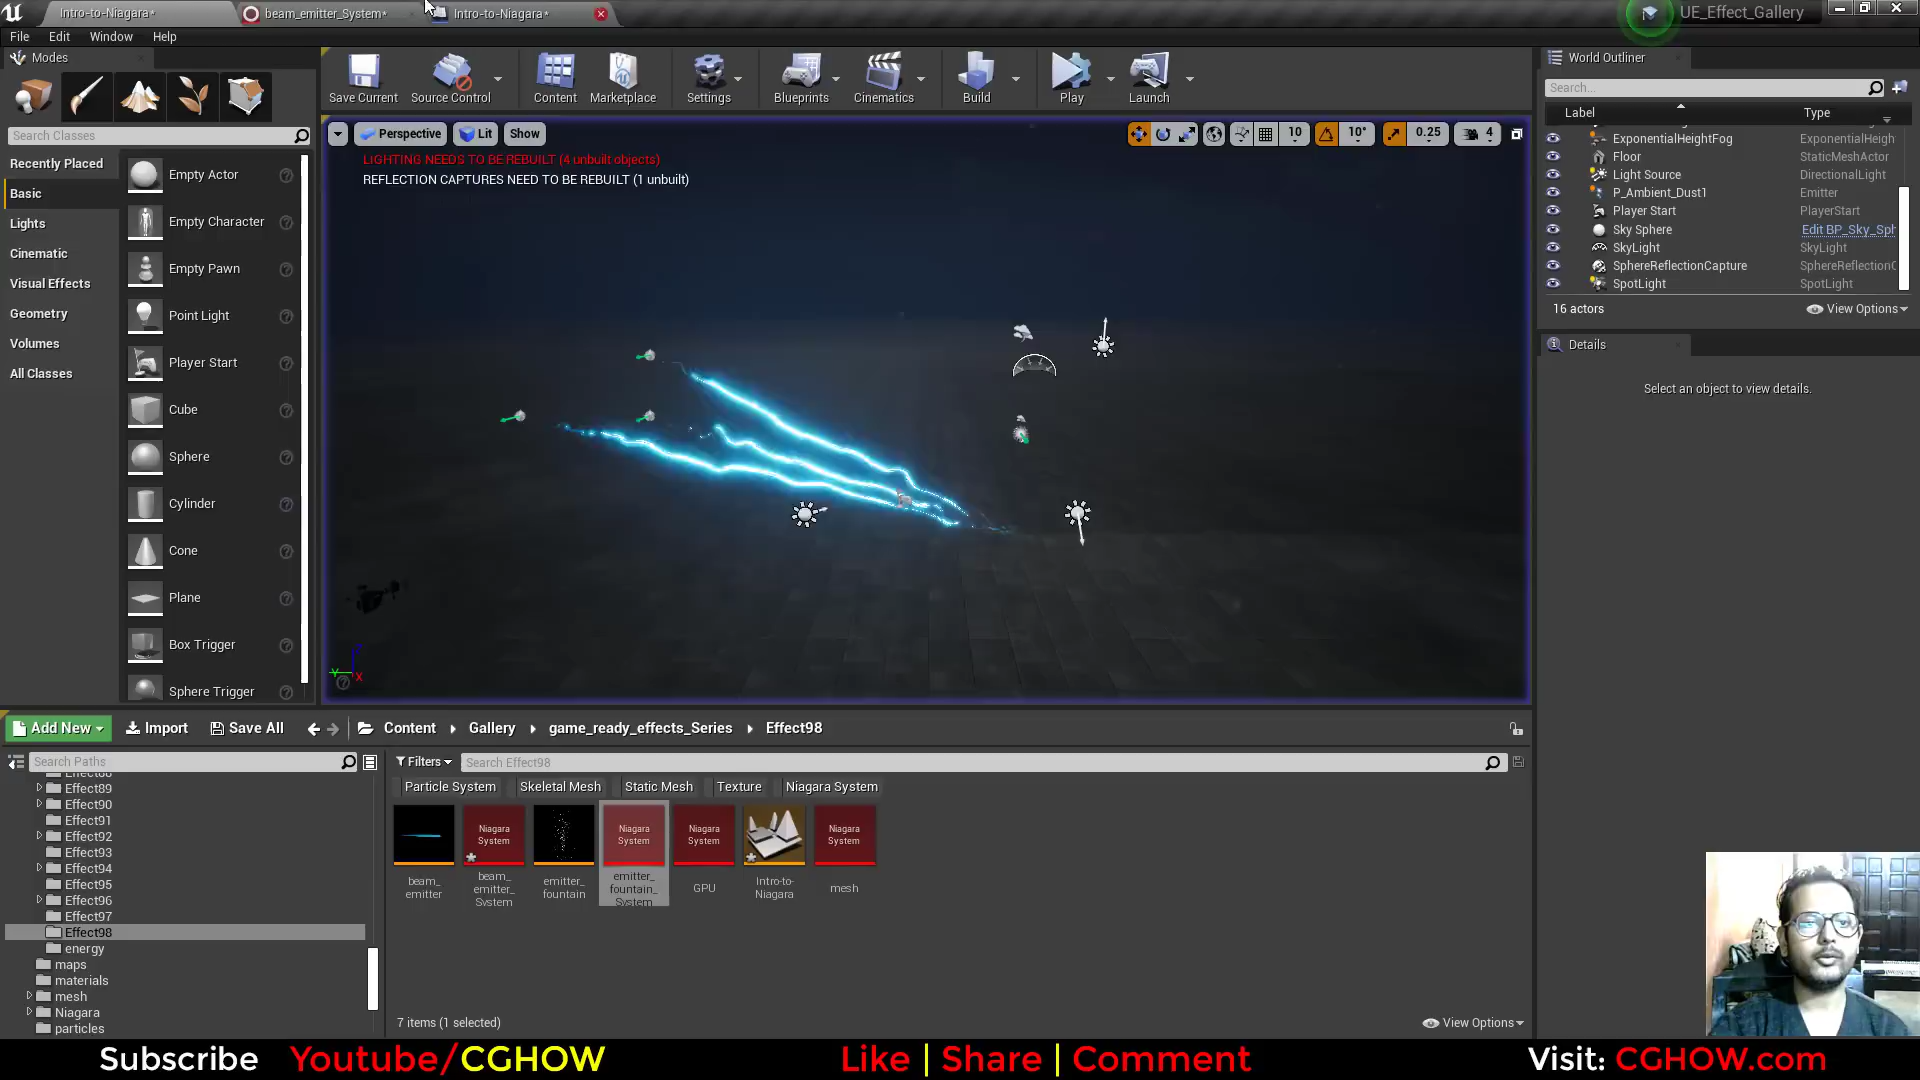 Intro-to-Niagara*
beam_emitter_System*
Intro-to-Niagara*
UE_Effect_Gallery
File Edit Window Help
Modes
Search Classes
Recently Placed
Basic
Lights
Cinematic
Visual Effects
Geometry
Volumes
All Classes
Empty Actor
Empty Character
Empty Pawn
Point Light
Player Start
Cube
Sphere
Cylinder
Cone
Plane
Box Trigger
Sphere Trigger
Save Current
Source Control
Content
Marketplace
Settings
Blueprints
Cinematics
Build
Play
Launch
Perspective Lit Show
10 10° 0.25 4
LIGHTING NEEDS TO BE REBUILT (4 unbuilt objects)
REFLECTION CAPTURES NEED TO BE REBUILT (1 unbuilt)
Y X
World Outliner
Search...
Label Type
ExponentialHeightFog ExponentialHeigh
Floor StaticMeshActor
Light Source DirectionalLight
P_Ambient_Dust1 Emitter
Player Start PlayerStart
Sky Sphere Edit BP_Sky_Sph
SkyLight SkyLight
SphereReflectionCapture SphereReflectionC
SpotLight SpotLight
16 actors View Options
Details
Select an object to view details.
Add New Import Save All Content Gallery game_ready_effects_Series Effect98
Search Paths
Effect88
Effect89
Effect90
Effect91
Effect92
Effect93
Effect94
Effect95
Effect96
Effect97
Effect98
energy
maps
materials
mesh
Niagara
particles
Filters Search Effect98
Particle System Skeletal Mesh Static Mesh Texture Niagara System
Niagara System
Niagara System
Niagara System
Niagara System
beam_
emitter
beam_
emitter_
System
emitter_
fountain
emitter_
fountain_
System
GPU
Intro-to-
Niagara
mesh
7 items (1 selected)
View Options
Subscribe Youtube/CGHOW Like | Share | Comment Visit: CGHOW.com